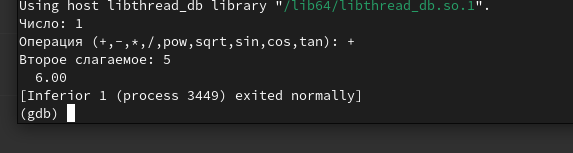 Using host libthread_db library "/lib64/libthread_db.so.1".
Число: 1
Операция (+,-,*,/,pow,sqrt,sin,cos,tan): +
Второе слагаемое: 5
  6.00
[Inferior 1 (process 3449) exited normally]
(gdb)